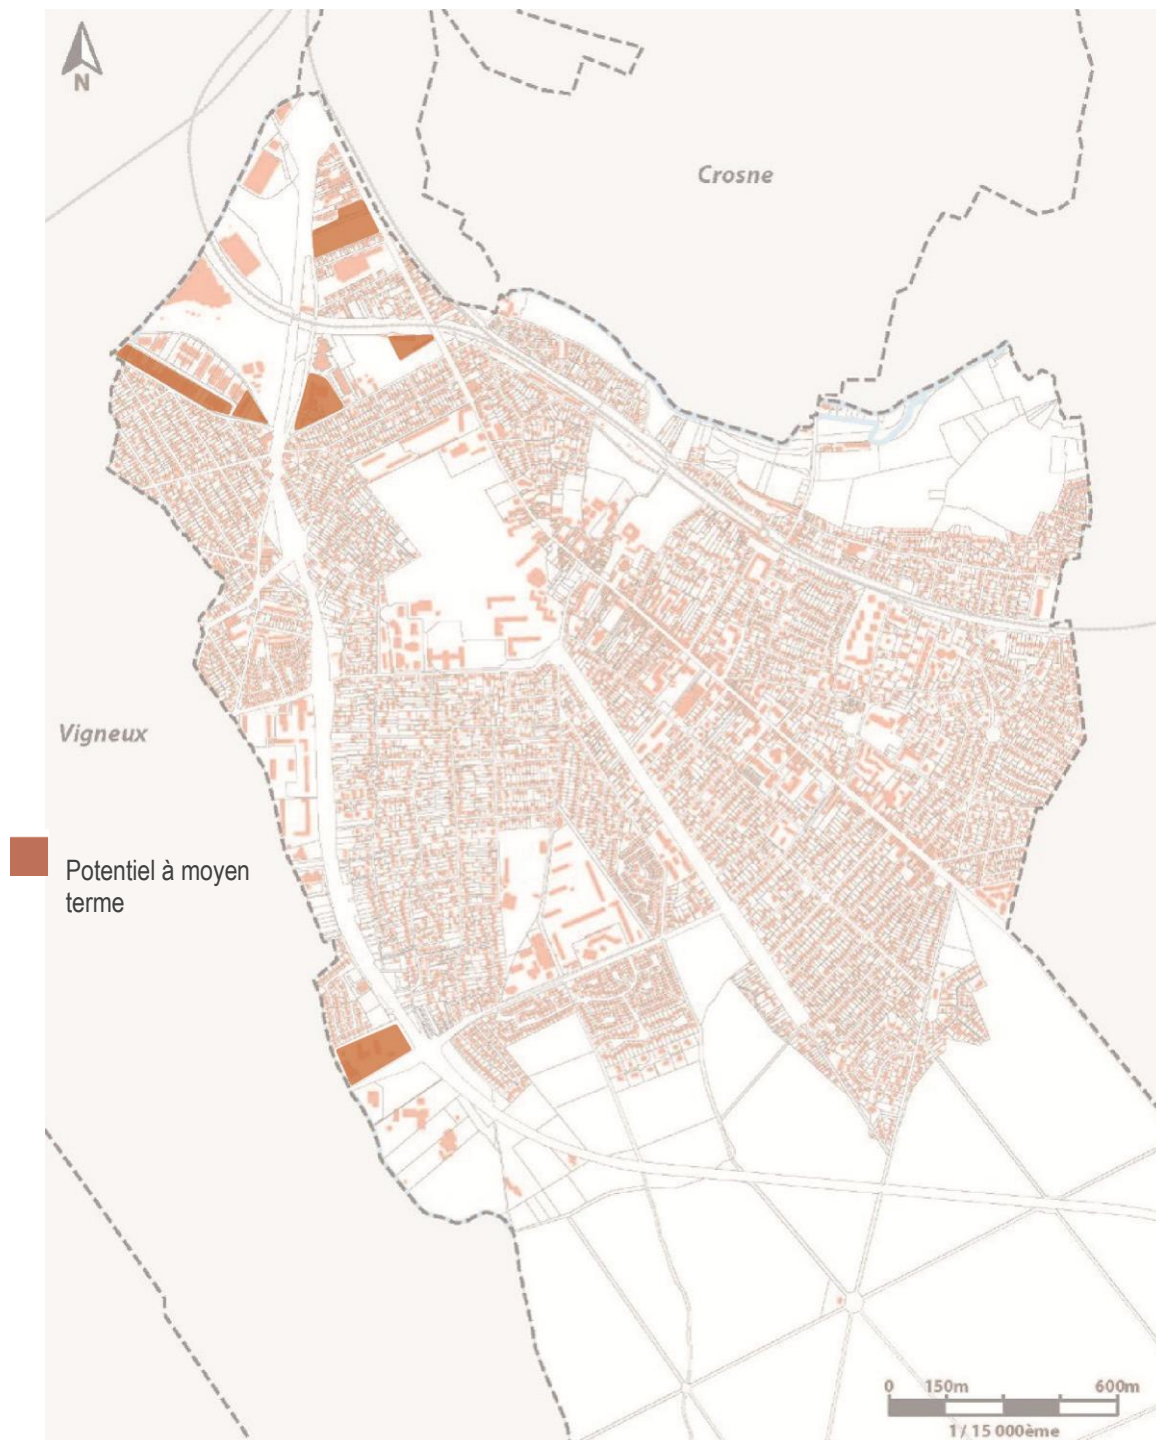 N
Crosne
Vigneux
Potentiel à moyen
terme
0 150m 600m
1 / 15 000ème